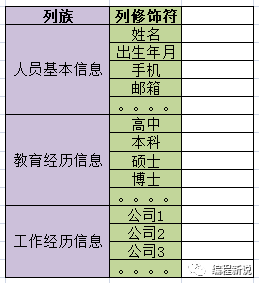 列族 列修饰符
人员基本信息
姓名
出生年月
手机
邮箱
。。。。
教育经历信息
高中
本科
硕士
博士
。。。。
工作经历信息
公司1
公司2
公司3
。。。。
编程新说